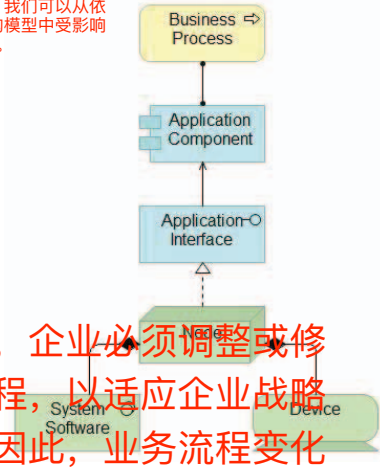 我们可以从依
的模型中受影响
Business
Process
Application
Component
Application
Interface
Node
，企业必须调整或修
程，以适应企业战略
System
Software
Device
因此，业务流程变化